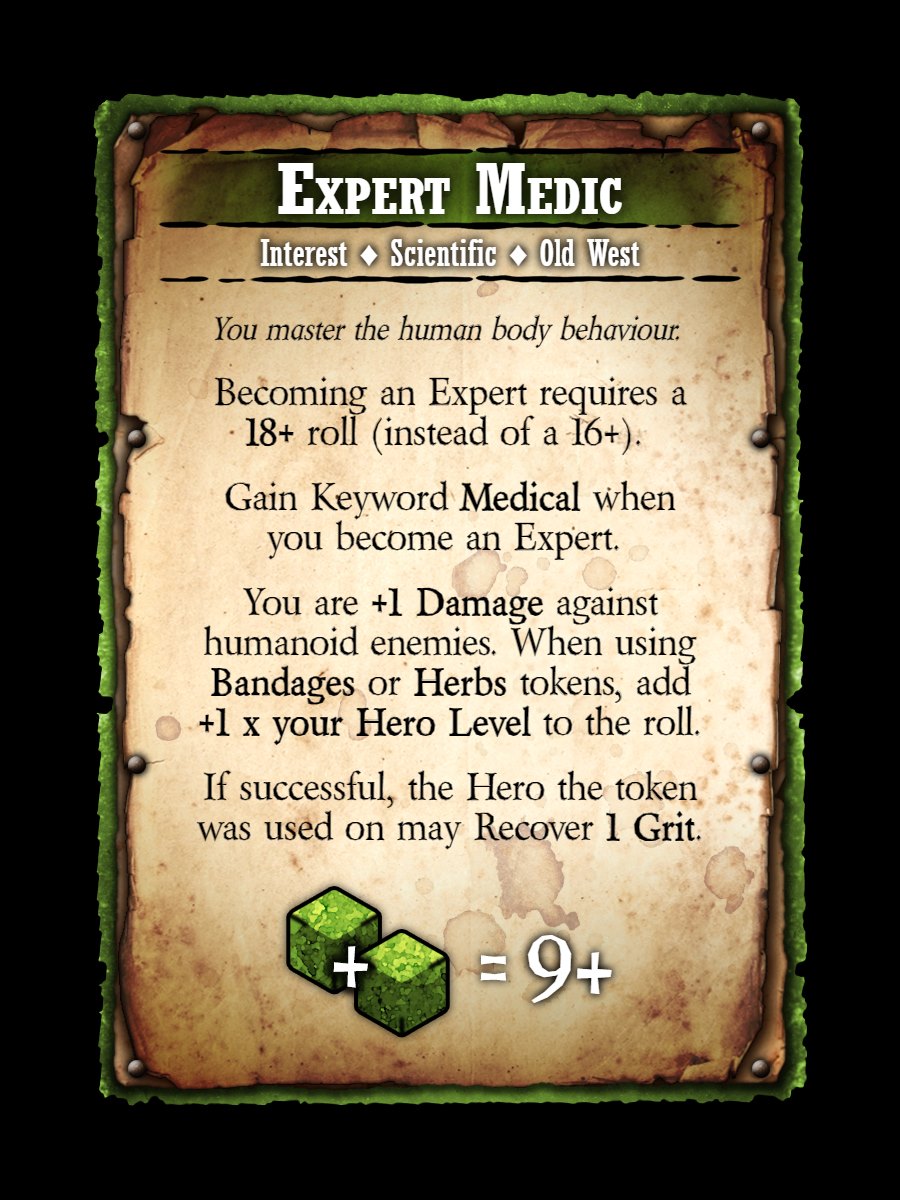 Expert Medic
Interest ◆ Scientific ◆ Old West
You master the human body behaviour.
Becoming an Expert requires a
18+ roll (instead of a 16+).
Gain Keyword Medical when
you become an Expert.
You are +1 Damage against
humanoid enemies. When using
Bandages or Herbs tokens, add
+1 x your Hero Level to the roll.
If successful, the Hero the token
was used on may Recover 1 Grit.
+ = 9+